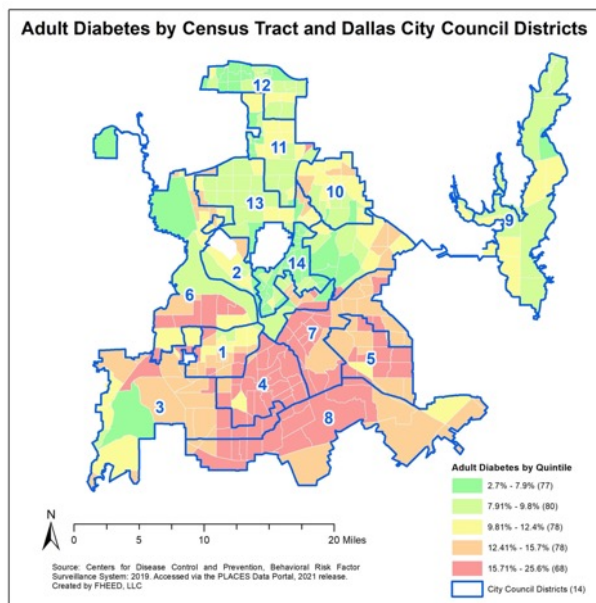 Adult Diabetes by Census Tract and Dallas City Council Districts
12
11
10
13
9
14
2
6
7
1
5
4
3
8
Adult Diabetes by Quintile
2.7% - 7.9% (77)
7.91% - 9.8% (80)
9.81% - 12.4% (78)
12.41% - 15.7% (78)
15.71% - 25.6% (68)
City Council Districts (14)
N
0 5 10 20 Miles
Source: Centers for Disease Control and Prevention, Behavioral Risk Factor
Surveillance System: 2019. Accessed via the PLACES Data Portal, 2021 release.
Created by FHEED, LLC